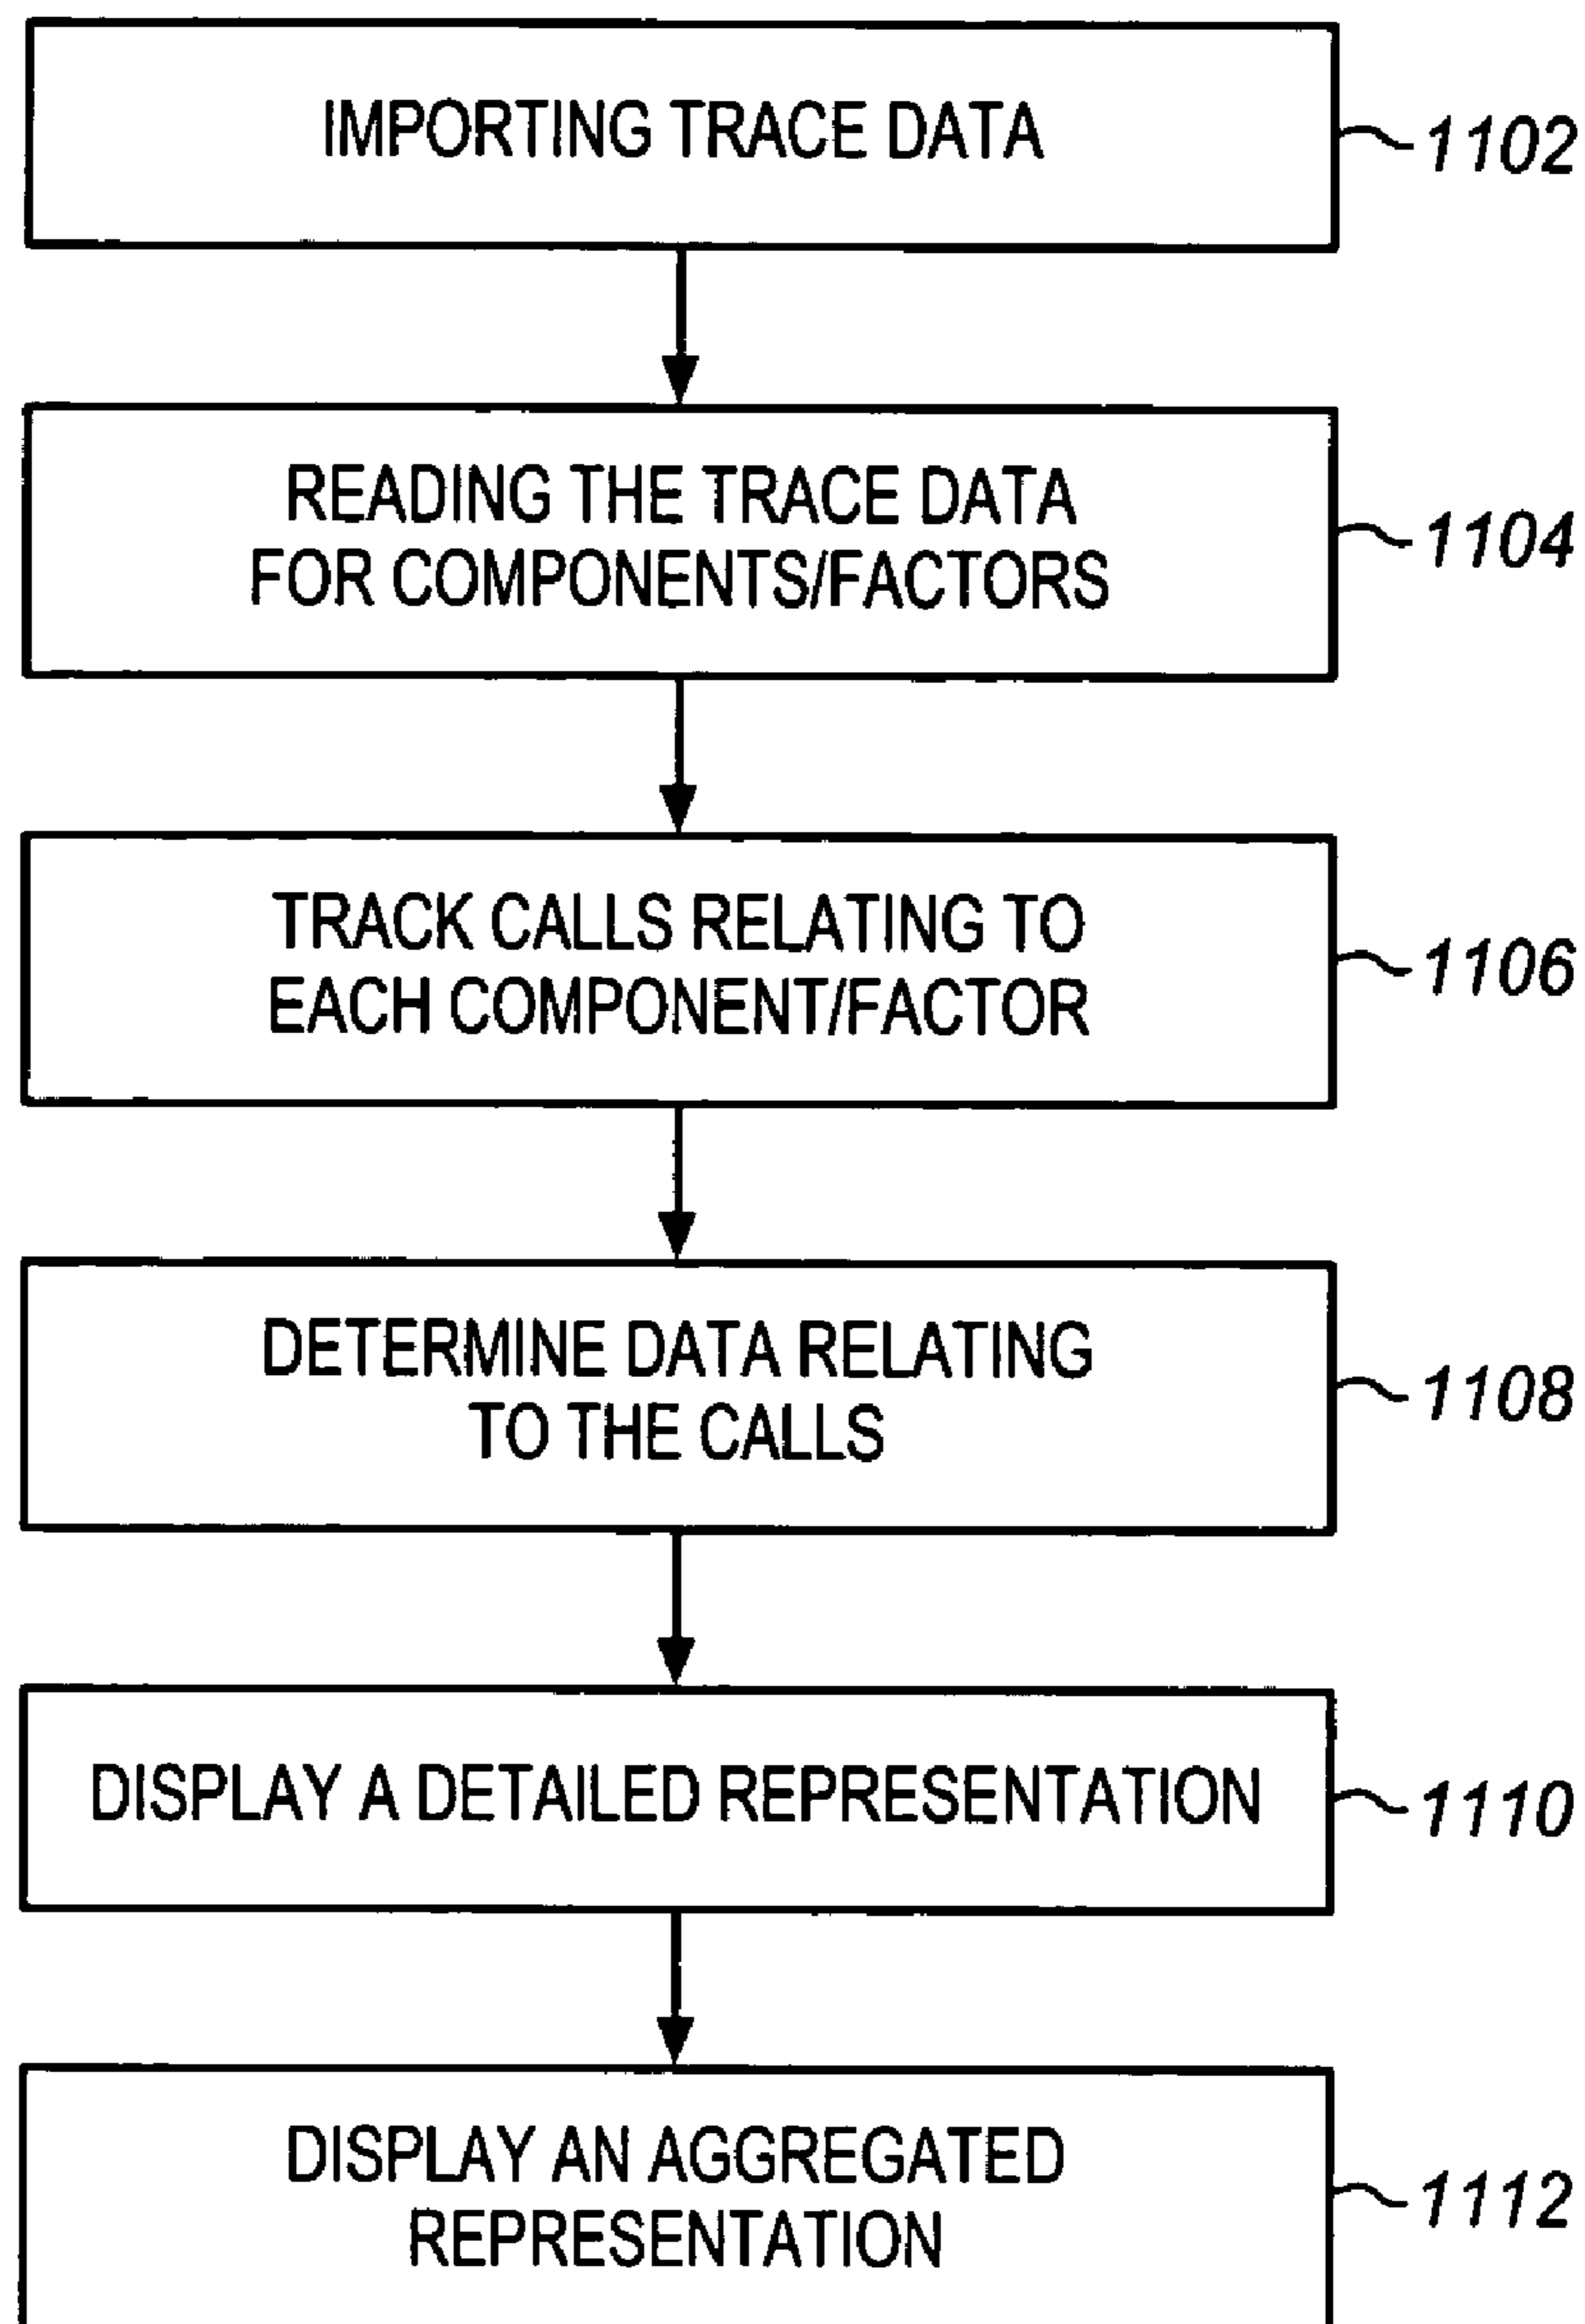 IMPORTING TRACE DATA
1102
READING THE TRACE DATA
FOR COMPONENTS/FACTORS
1104
TRACK CALLS RELATING TO
EACH COMPONENT/FACTOR
1106
DETERMINE DATA RELATING
TO THE CALLS
1108
DISPLAY A DETAILED REPRESENTATION
1110
DISPLAY AN AGGREGATED
REPRESENTATION
1112